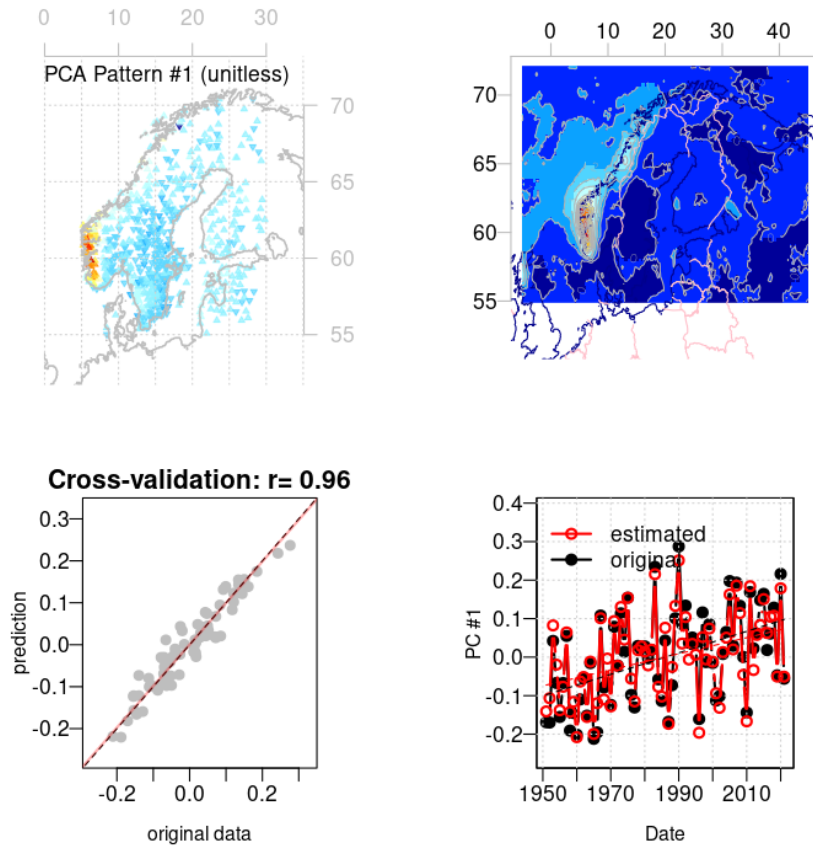 0 10 20 30
PCA Pattern #1 (unitless)
70
65
60
55
0 10 20 30 40
70
65
60
55
Cross-validation: r= 0.96
0.3
0.2
0.1
0.0
-0.1
-0.2
prediction
-0.2 0.0 0.2
original data
0.4
0.3
0.2
0.1
0.0
-0.1
-0.2
PC #1
estimated
original
1950 1970 1990 2010
Date